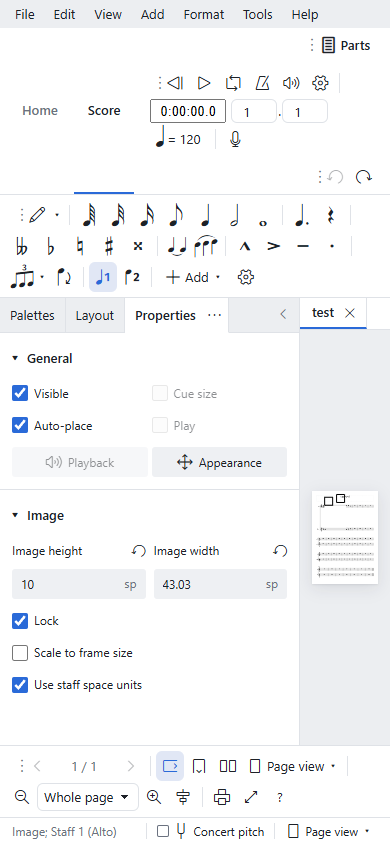 File Edit View Add Format Tools Help
Parts
Home Score
0:00:00.0 1 . 1
= 120
3
1 2 Add
Palettes Layout Properties ··· test
General
Visible Cue size
Auto-place Play
Playback Appearance
Image
Image height Image width
10 sp 43.03 sp
Lock
Scale to frame size
Use staff space units
1 / 1 Page view
Whole page ?
Image; Staff 1 (Alto) Concert pitch Page view